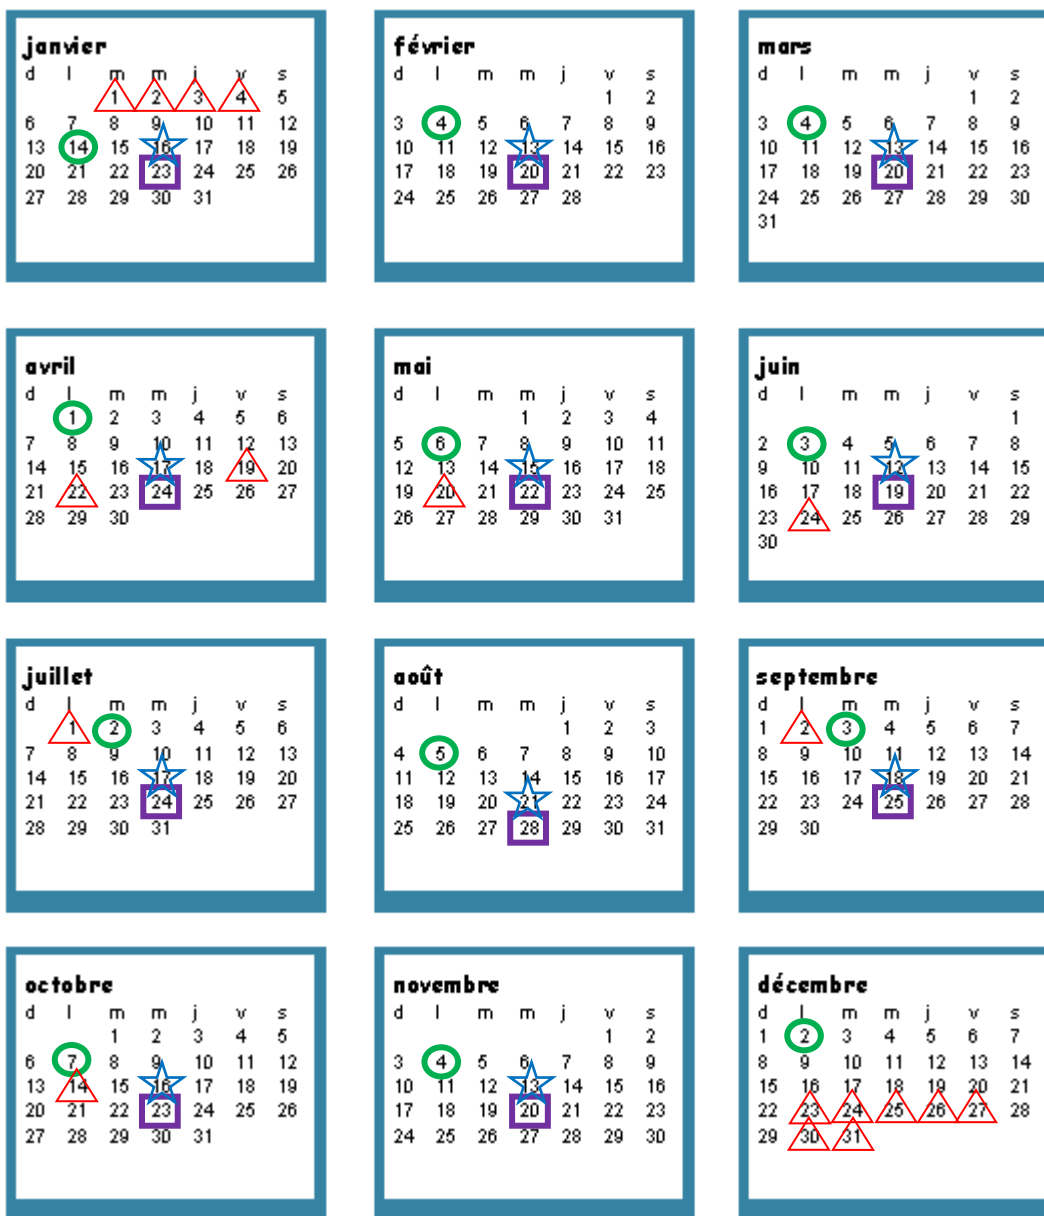 janvier
d l m m j v s
1 2 3 4 5
6 7 8 9 10 11 12
13 14 15 16 17 18 19
20 21 22 23 24 25 26
27 28 29 30 31
février
d l m m j v s
1 2
3 4 5 6 7 8 9
10 11 12 13 14 15 16
17 18 19 20 21 22 23
24 25 26 27 28
mars
d l m m j v s
1 2
3 4 5 6 7 8 9
10 11 12 13 14 15 16
17 18 19 20 21 22 23
24 25 26 27 28 29 30
31
avril
d l m m j v s
1 2 3 4 5 6
7 8 9 10 11 12 13
14 15 16 17 18 19 20
21 22 23 24 25 26 27
28 29 30
mai
d l m m j v s
1 2 3 4
5 6 7 8 9 10 11
12 13 14 15 16 17 18
19 20 21 22 23 24 25
26 27 28 29 30 31
juin
d l m m j v s
1
2 3 4 5 6 7 8
9 10 11 12 13 14 15
16 17 18 19 20 21 22
23 24 25 26 27 28 29
30
juillet
d l m m j v s
1 2 3 4 5 6
7 8 9 10 11 12 13
14 15 16 17 18 19 20
21 22 23 24 25 26 27
28 29 30 31
août
d l m m j v s
1 2 3
4 5 6 7 8 9 10
11 12 13 14 15 16 17
18 19 20 21 22 23 24
25 26 27 28 29 30 31
septembre
d l m m j v s
1 2 3 4 5 6 7
8 9 10 11 12 13 14
15 16 17 18 19 20 21
22 23 24 25 26 27 28
29 30
octobre
d l m m j v s
1 2 3 4 5
6 7 8 9 10 11 12
13 14 15 16 17 18 19
20 21 22 23 24 25 26
27 28 29 30 31
novembre
d l m m j v s
1 2
3 4 5 6 7 8 9
10 11 12 13 14 15 16
17 18 19 20 21 22 23
24 25 26 27 28 29 30
décembre
d l m m j v s
1 2 3 4 5 6 7
8 9 10 11 12 13 14
15 16 17 18 19 20 21
22 23 24 25 26 27 28
29 30 31